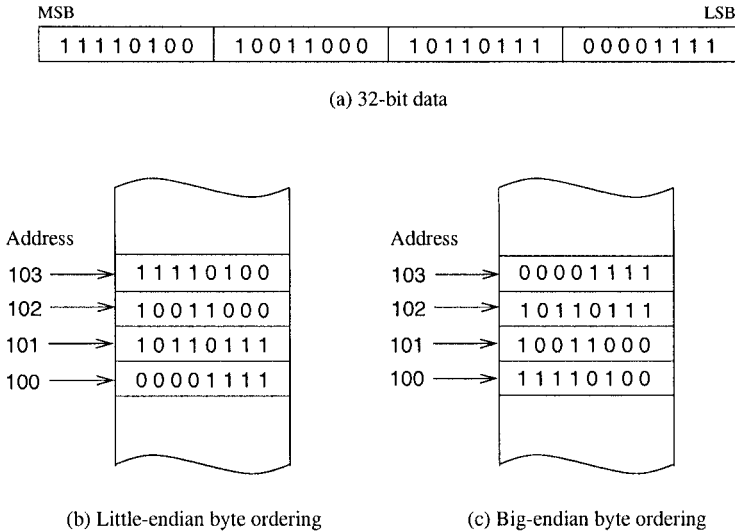 MSB LSB
11110100 10011000 10110111 00001111
(a) 32-bit data
Address
103 11110100
102 10011000
101 10110111
100 00001111
(b) Little-endian byte ordering
Address
103 00001111
102 10110111
101 10011000
100 11110100
(c) Big-endian byte ordering